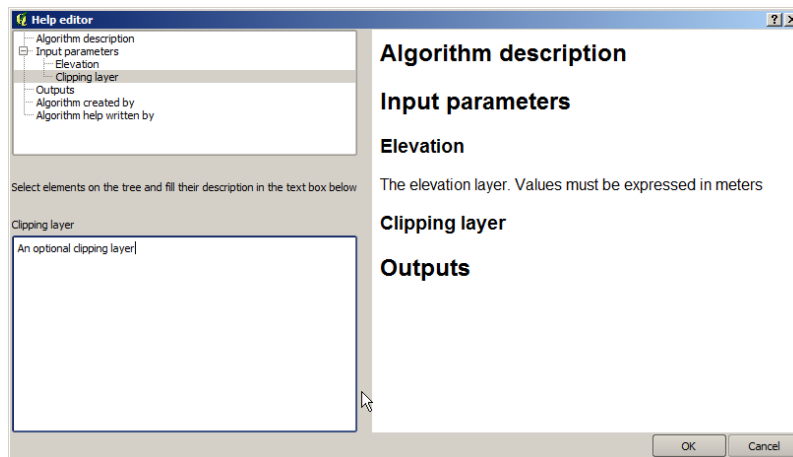 Help editor
Algorithm description
Input parameters
Elevation
Clipping layer
Outputs
Algorithm created by
Algorithm help written by
Select elements on the tree and fill their description in the text box below
Clipping layer
An optional clipping layer
Algorithm description
Input parameters
Elevation
The elevation layer. Values must be expressed in meters
Clipping layer
Outputs
OK
Cancel